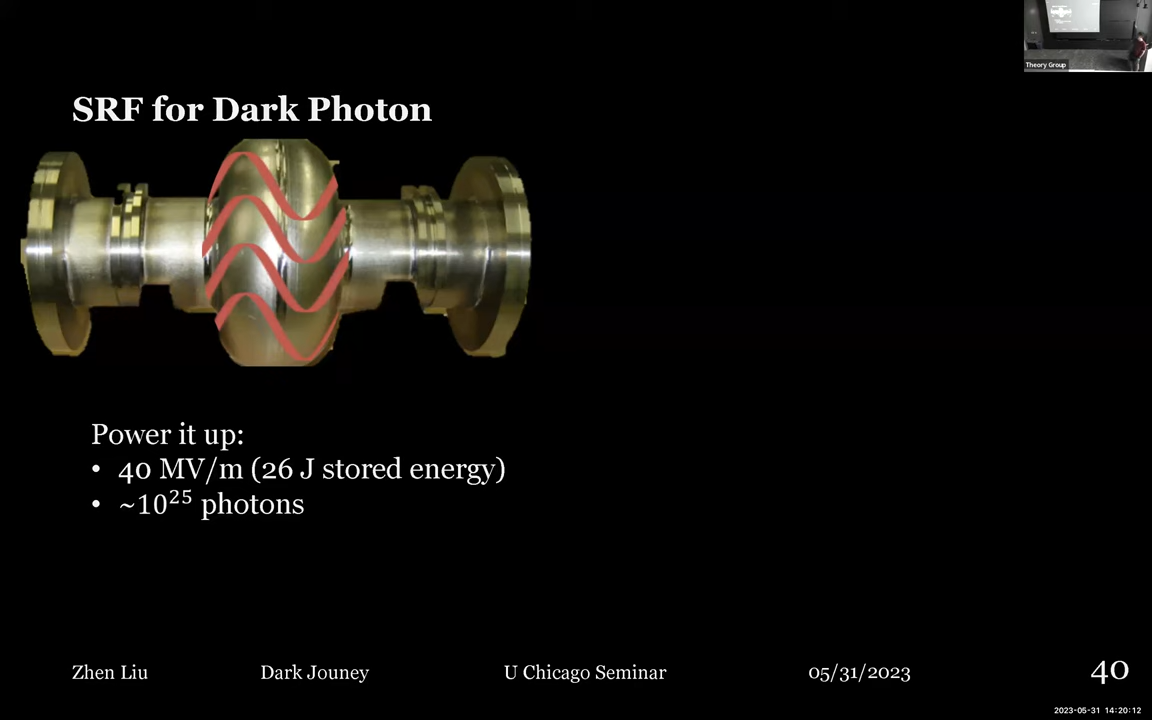 Theory Group
SRF for Dark Photon
Power it up:
• 40 MV/m (26 J stored energy)
• ~10²⁵ photons
Zhen Liu Dark Jouney U Chicago Seminar 05/31/2023 40
2023-05-31 14:20:12